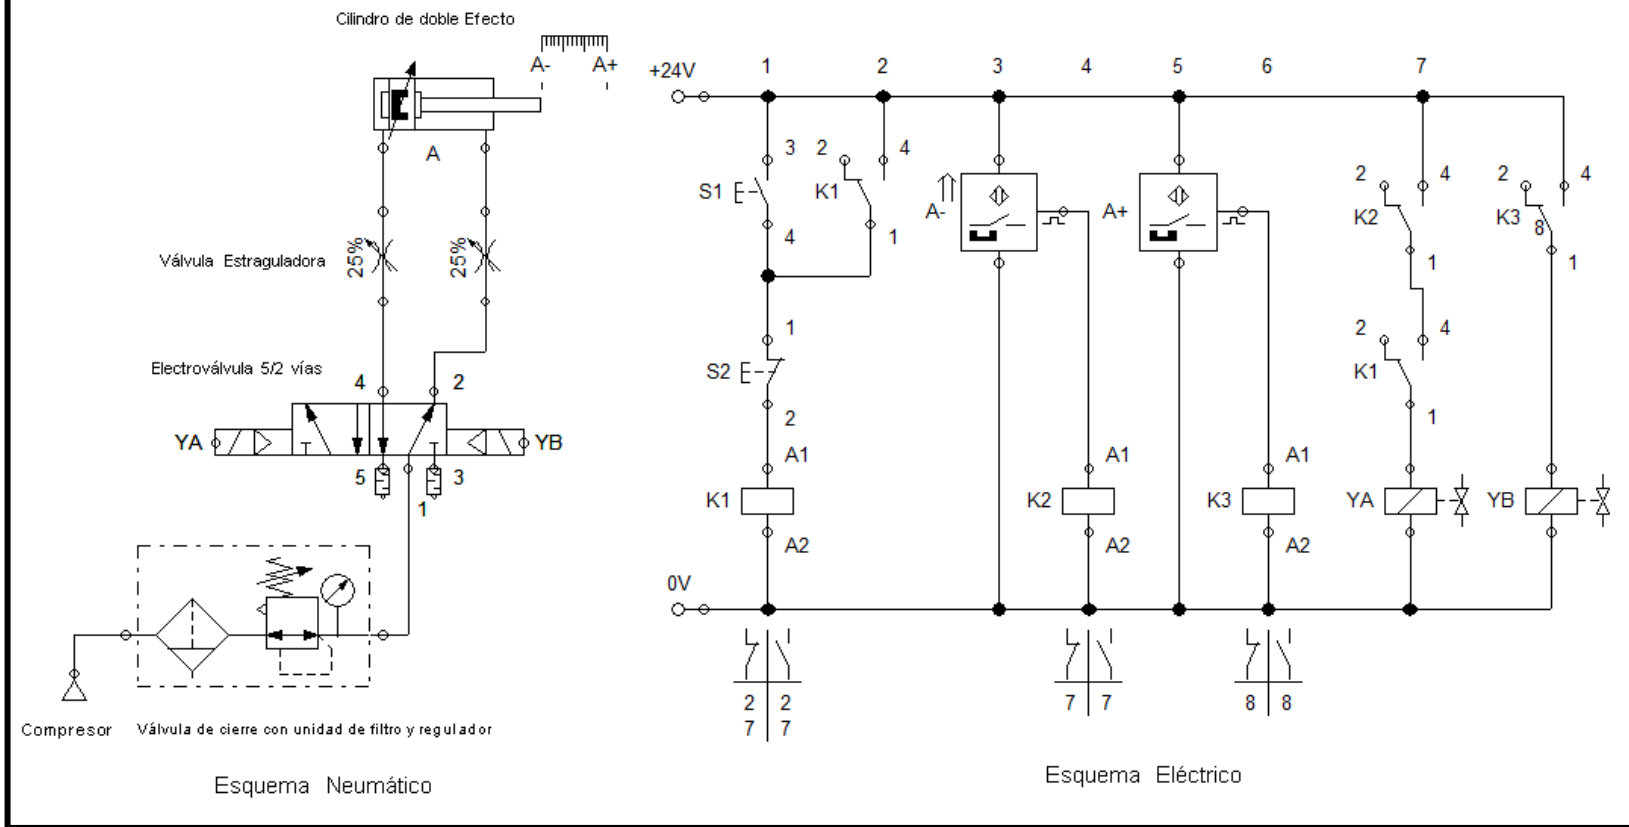 Cilindro de doble Efecto
A- A+
A
25% 25%
Válvula Estraguladora
Electroválvula 5/2 vías
4 2
YA YB
5 3
1
Compresor
Válvula de cierre con unidad de filtro y regulador
Esquema Neumático
1 2 3 4 5 6 7
+24V
3 2 4
S1 K1
4 1
A- A+
2 4 2 4
K2 K3 8
1 1
1 2 4
S2 K1
2 1
A1 A1 A1
K1 K2 K3 YA YB
A2 A2 A2
0V
2 2 7 7 8 8
7 7
Esquema Eléctrico